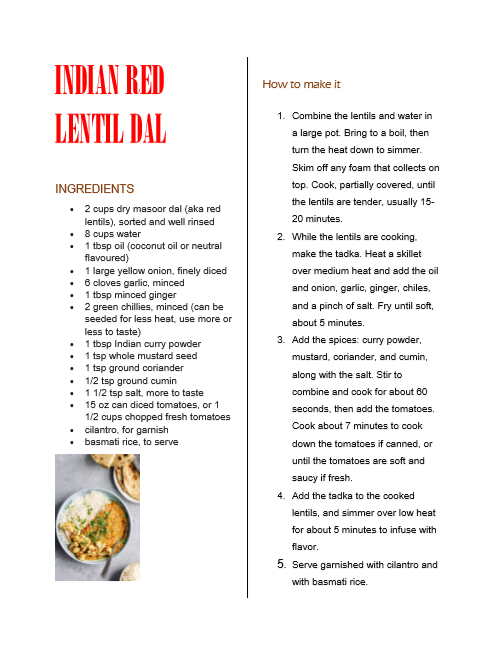 INDIAN RED
LENTIL DAL
INGREDIENTS
• 2 cups dry masoor dal (aka red
lentils), sorted and well rinsed
• 8 cups water
• 1 tbsp oil (coconut oil or neutral
flavoured)
• 1 large yellow onion, finely diced
• 6 cloves garlic, minced
• 1 tbsp minced ginger
• 2 green chillies, minced (can be
seeded for less heat, use more or
less to taste)
• 1 tbsp Indian curry powder
• 1 tsp whole mustard seed
• 1 tsp ground coriander
• 1/2 tsp ground cumin
• 1 1/2 tsp salt, more to taste
• 15 oz can diced tomatoes, or 1
1/2 cups chopped fresh tomatoes
• cilantro, for garnish
• basmati rice, to serve
How to make it
1. Combine the lentils and water in
a large pot. Bring to a boil, then
turn the heat down to simmer.
Skim off any foam that collects on
top. Cook, partially covered, until
the lentils are tender, usually 15-
20 minutes.
2. While the lentils are cooking,
make the tadka. Heat a skillet
over medium heat and add the oil
and onion, garlic, ginger, chiles,
and a pinch of salt. Fry until soft,
about 5 minutes.
3. Add the spices: curry powder,
mustard, coriander, and cumin,
along with the salt. Stir to
combine and cook for about 60
seconds, then add the tomatoes.
Cook about 7 minutes to cook
down the tomatoes if canned, or
until the tomatoes are soft and
saucy if fresh.
4. Add the tadka to the cooked
lentils, and simmer over low heat
for about 5 minutes to infuse with
flavor.
5. Serve garnished with cilantro and
with basmati rice.